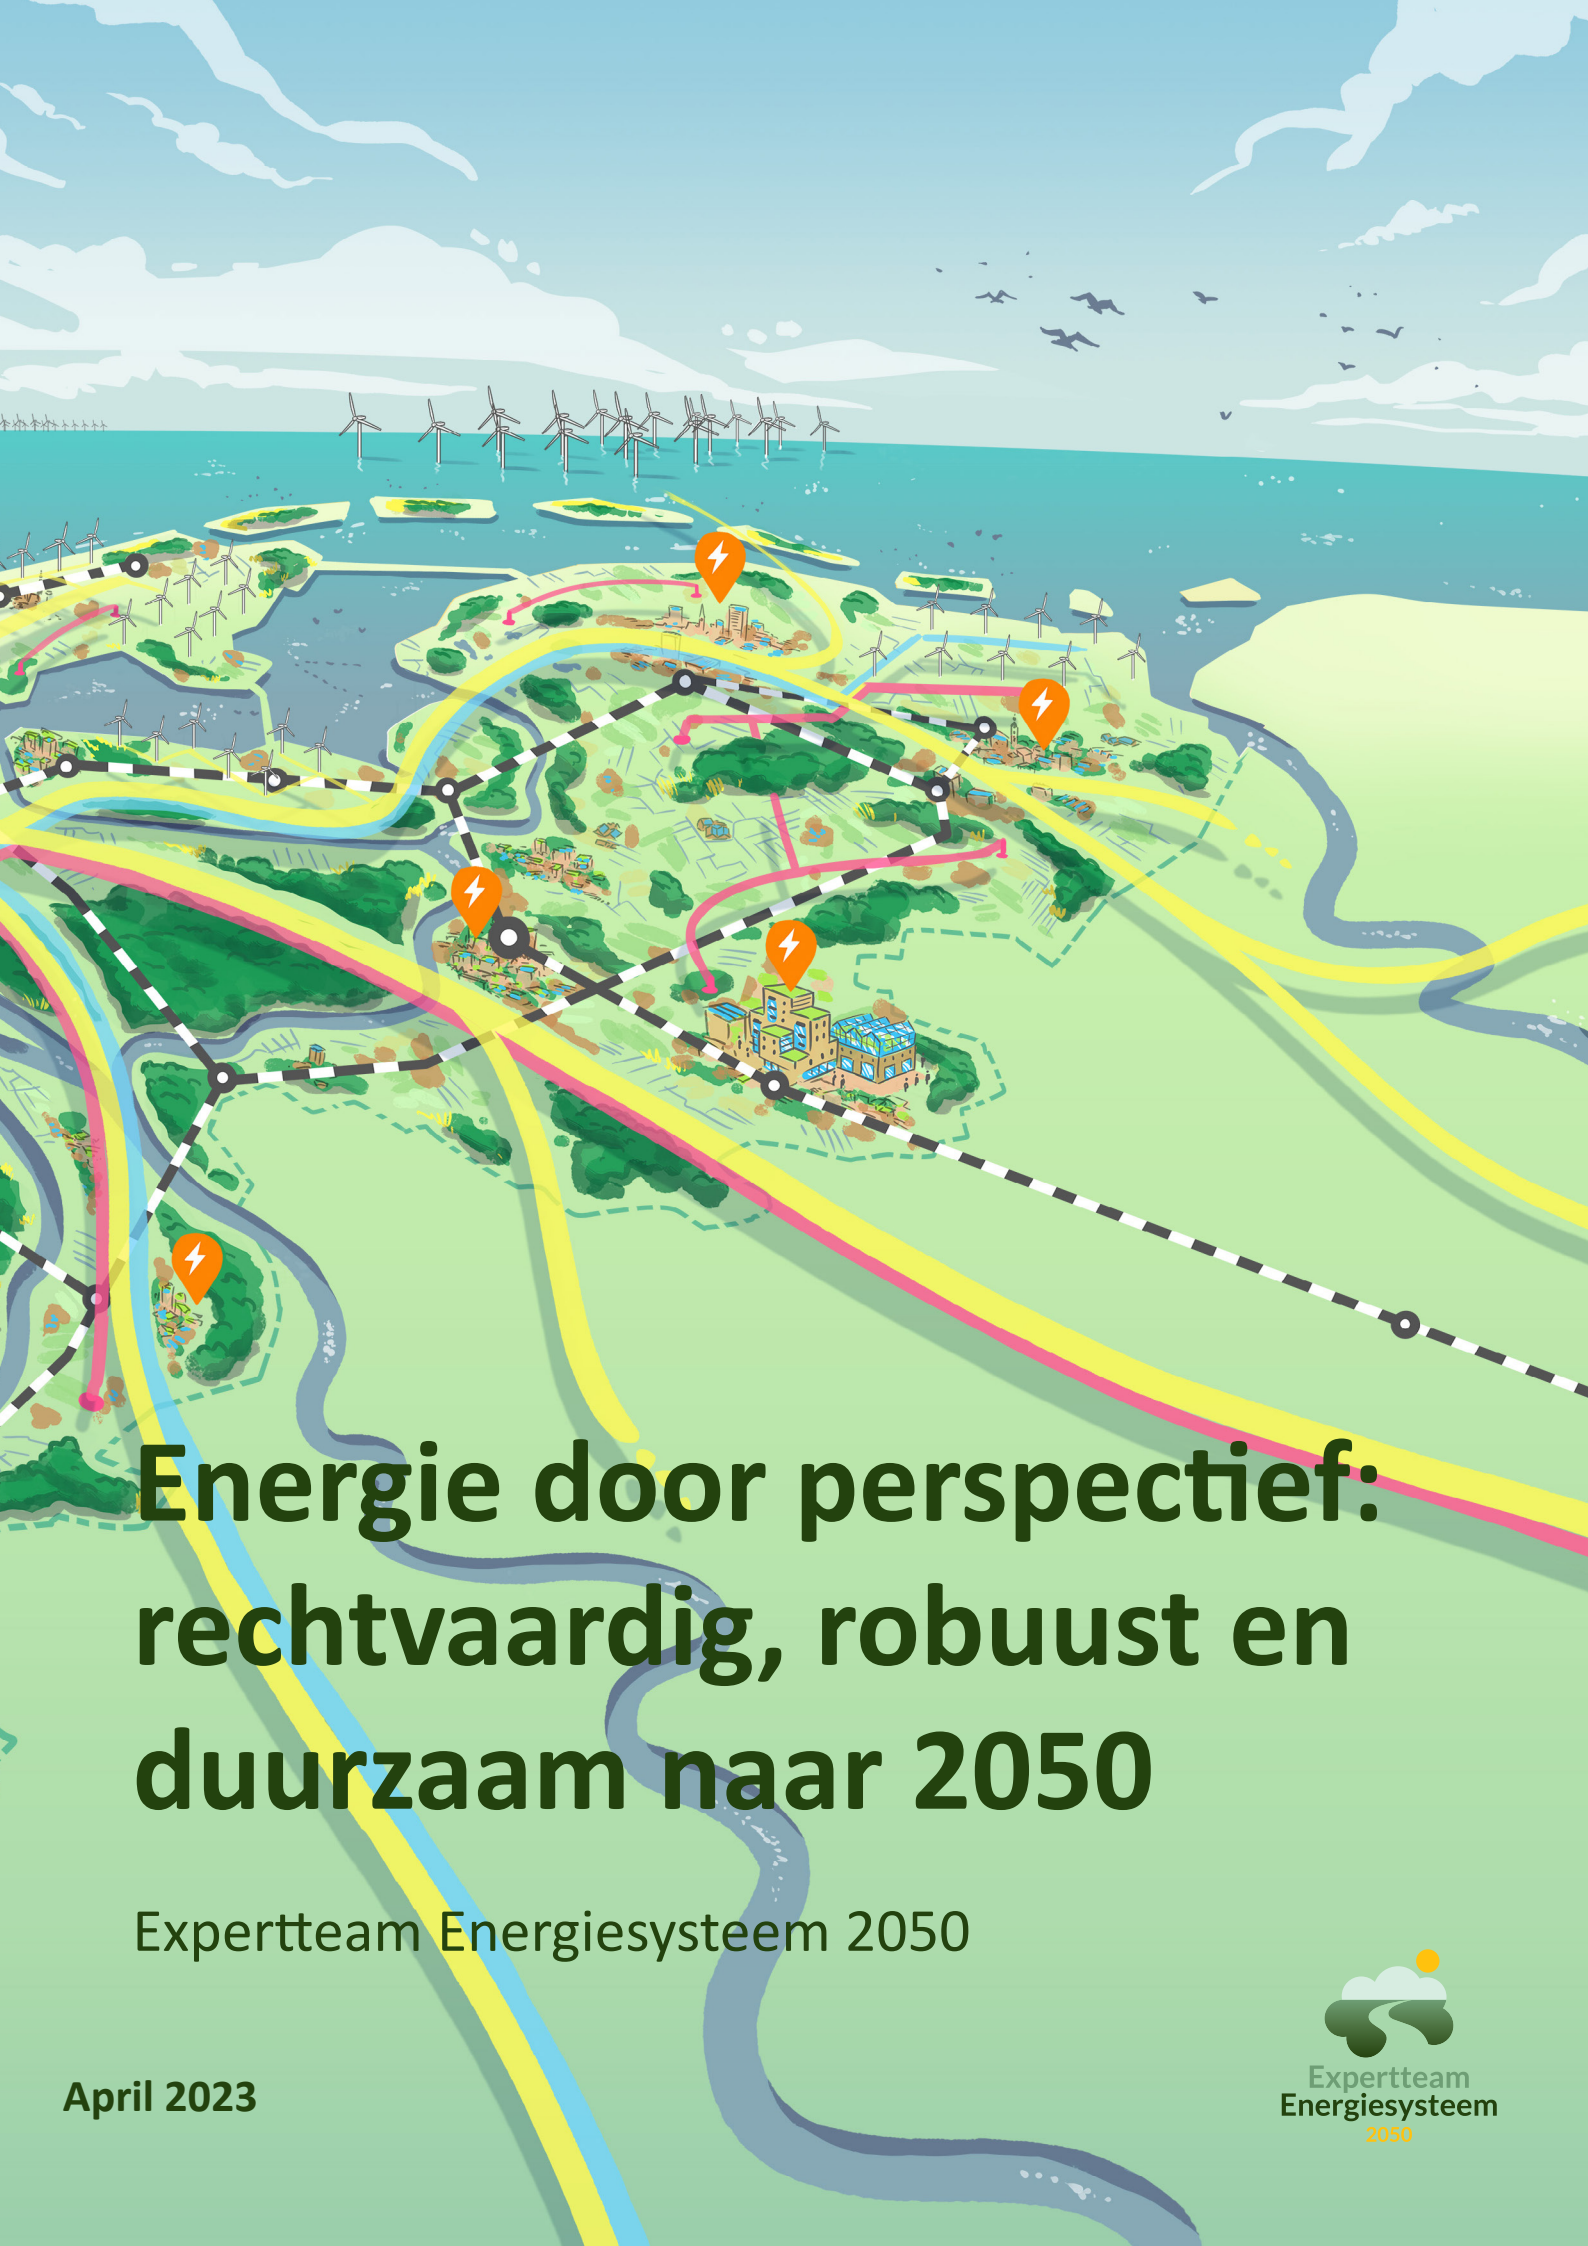 Energie door perspectief:
rechtvaardig, robuust en
duurzaam naar 2050
Expertteam Energiesysteem 2050
April 2023
Expertteam
Energiesysteem
2050